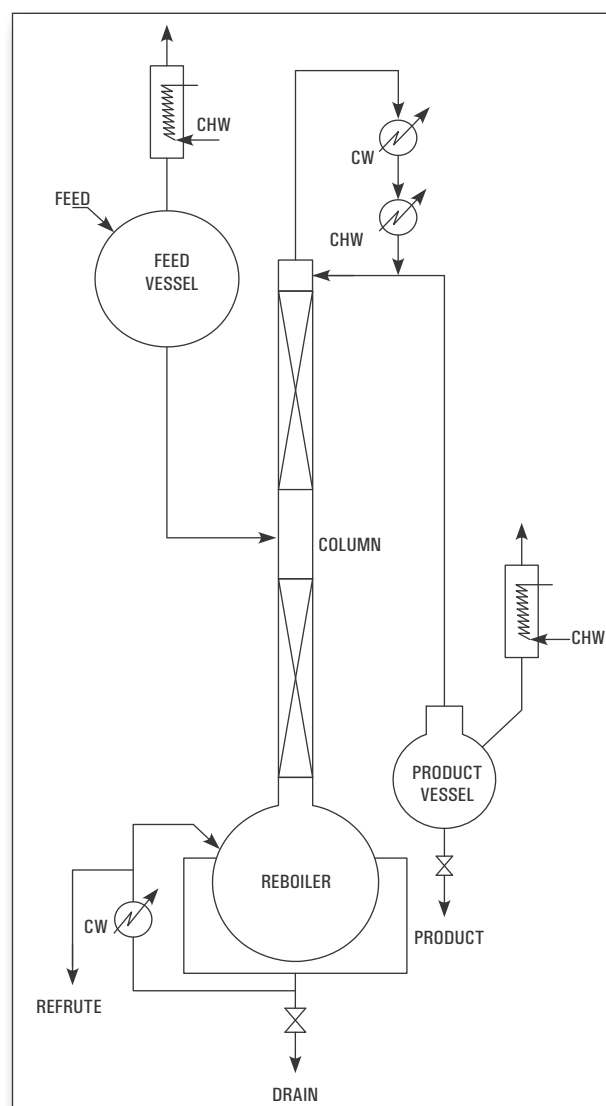 CHW
FEED
FEED
VESSEL
CW
CHW
COLUMN
CHW
PRODUCT
VESSEL
REBOILER
CW
PRODUCT
REFRUTE
DRAIN